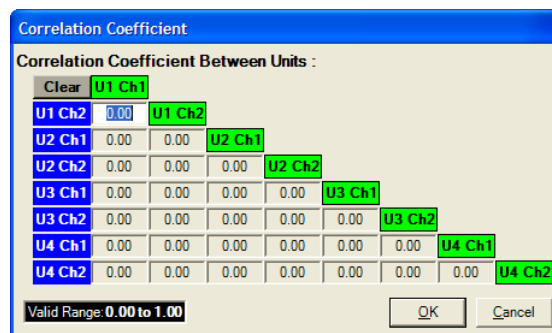 Correlation Coefficient
Correlation Coefficient Between Units :
Clear U1 Ch1
U1 Ch2 0.00 U1 Ch2
U2 Ch1 0.00 0.00 U2 Ch1
U2 Ch2 0.00 0.00 0.00 U2 Ch2
U3 Ch1 0.00 0.00 0.00 0.00 U3 Ch1
U3 Ch2 0.00 0.00 0.00 0.00 0.00 U3 Ch2
U4 Ch1 0.00 0.00 0.00 0.00 0.00 0.00 U4 Ch1
U4 Ch2 0.00 0.00 0.00 0.00 0.00 0.00 0.00 U4 Ch2
Valid Range: 0.00 to 1.00 OK Cancel